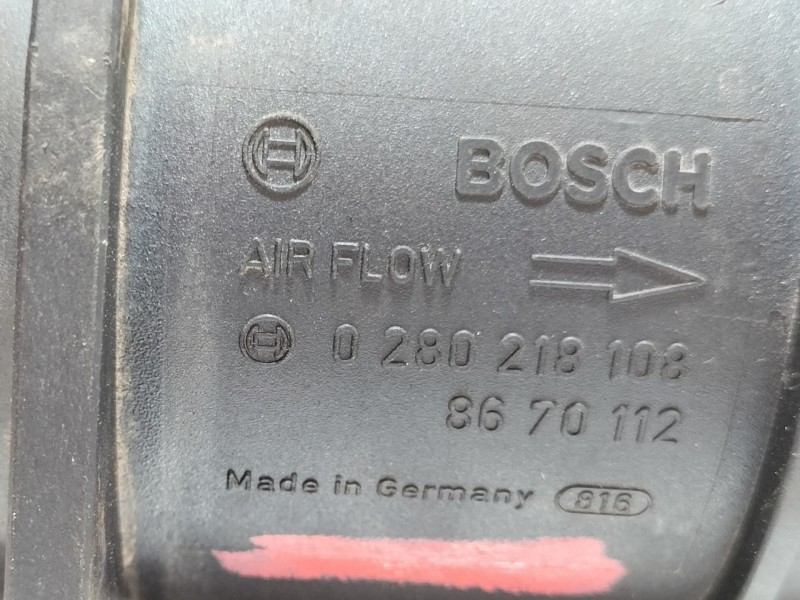 BOSCH
AIR FLOW
0 280 218 108
86 70 112
Made in Germany 816